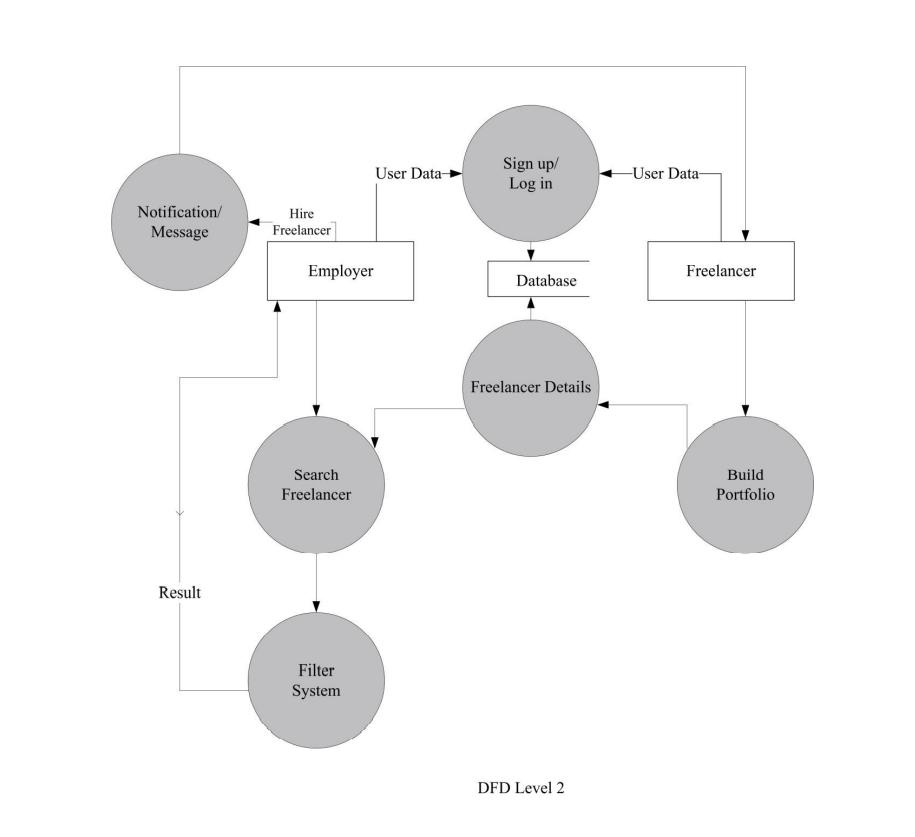 Sign up/
Log in
User Data
User Data
Notification/
Message
Hire
Freelancer
Employer
Database
Freelancer
Freelancer Details
Search
Freelancer
Build
Portfolio
Result
Filter
System
DFD Level 2